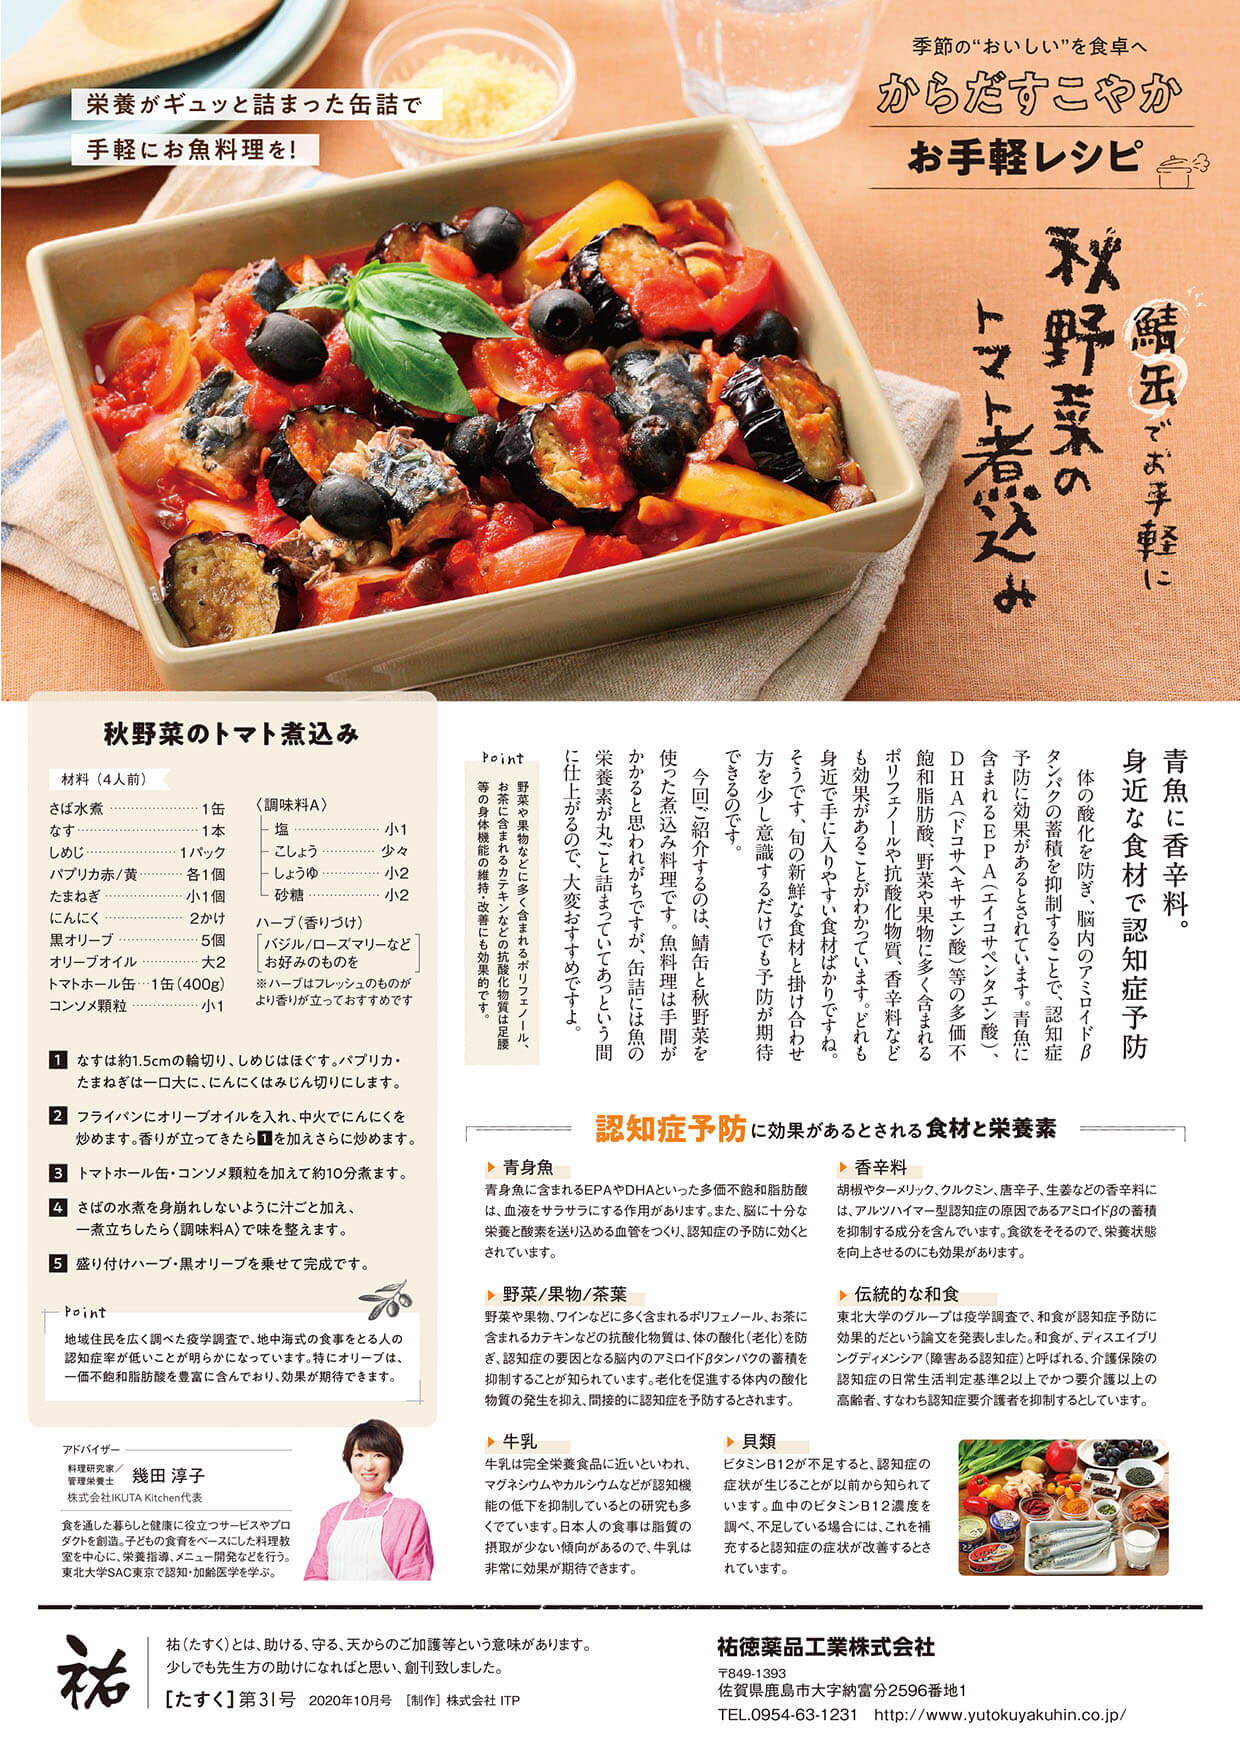 季節の“おいしい”を食卓へ
からだすこやか
お手軽レシピ
栄養がギュッと詰まった缶詰で
手軽にお魚料理を！
鯖缶でお手軽に
秋野菜の
トマト煮込み
秋野菜のトマト煮込み
材料（4人前）
さば水煮 1缶
なす 1本
しめじ 1パック
パプリカ赤/黄 各1個
たまねぎ 小1個
にんにく 2かけ
黒オリーブ 5個
オリーブオイル 大2
トマトホール缶 1缶（400g）
コンソメ顆粒 小1
〈調味料A〉
塩 小1
こしょう 少々
しょうゆ 小2
砂糖 小2
ハーブ（香りづけ）
バジル/ローズマリーなど
お好みのものを
※ハーブはフレッシュのものが
より香りが立っておすすめです
1 なすは約1.5cmの輪切り、しめじはほぐす。パプリカ・
たまねぎは一口大に、にんにくはみじん切りにします。
2 フライパンにオリーブオイルを入れ、中火でにんにくを
炒めます。香りが立ってきたら1を加えさらに炒めます。
3 トマトホール缶・コンソメ顆粒を加えて約10分煮ます。
4 さばの水煮を身崩れしないように汁ごと加え、
一煮立ちしたら〈調味料A〉で味を整えます。
5 盛り付けハーブ・黒オリーブを乗せて完成です。
Point
地域住民を広く調べた疫学調査で、地中海式の食事をとる人の
認知症率が低いことが明らかになっています。特にオリーブは、
一価不飽和脂肪酸を豊富に含んでおり、効果が期待できます。
アドバイザー
料理研究家／
管理栄養士
幾田 淳子
株式会社IKUTA Kitchen代表
食を通した暮らしと健康に役立つサービスやプロ
ダクトを創造。子どもの食育をベースにした料理教
室を中心に、栄養指導、メニュー開発などを行う。
東北大学SAC東京で認知・加齢医学を学ぶ。
青魚に香辛料。
身近な食材で認知症予防
体の酸化を防ぎ、脳内のアミロイドβ
タンパクの蓄積を抑制することで、認知症
予防に効果があるとされています。青魚に
含まれるEPA（エイコサペンタエン酸）、
DHA（ドコサヘキサエン酸）等の多価不
飽和脂肪酸、野菜や果物に多く含まれる
ポリフェノールや抗酸化物質、香辛料など
も効果があることがわかっています。どれも
身近で手に入りやすい食材ばかりですね。
そうです、旬の新鮮な食材と掛け合わせ
方を少し意識するだけでも予防が期待
できるのです。
今回ご紹介するのは、鯖缶と秋野菜を
使った煮込み料理です。魚料理は手間が
かかると思われがちですが、缶詰には魚の
栄養素が丸ごと詰まっていてあっという間
に仕上がるので、大変おすすめですよ。
Point
野菜や果物などに多く含まれるポリフェノール、
お茶に含まれるカテキンなどの抗酸化物質は足腰
等の身体機能の維持・改善にも効果的です。
認知症予防に効果があるとされる食材と栄養素
青身魚
青身魚に含まれるEPAやDHAといった多価不飽和脂肪酸
は、血液をサラサラにする作用があります。また、脳に十分な
栄養と酸素を送り込める血管をつくり、認知症の予防に効くと
されています。
香辛料
胡椒やターメリック、クルクミン、唐辛子、生姜などの香辛料に
は、アルツハイマー型認知症の原因であるアミロイドβの蓄積
を抑制する成分を含んでいます。食欲をそそるので、栄養状態
を向上させるのにも効果があります。
野菜/果物/茶葉
野菜や果物、ワインなどに多く含まれるポリフェノール、お茶に
含まれるカテキンなどの抗酸化物質は、体の酸化（老化）を防
ぎ、認知症の要因となる脳内のアミロイドβタンパクの蓄積を
抑制することが知られています。老化を促進する体内の酸化
物質の発生を抑え、間接的に認知症を予防するとされます。
伝統的な和食
東北大学のグループは疫学調査で、和食が認知症予防に
効果的だという論文を発表しました。和食が、ディスエイブリ
ングディメンシア（障害ある認知症）と呼ばれる、介護保険の
認知症の日常生活判定基準2以上でかつ要介護以上の
高齢者、すなわち認知症要介護者を抑制するとしています。
牛乳
牛乳は完全栄養食品に近いといわれ、
マグネシウムやカルシウムなどが認知機
能の低下を抑制しているとの研究も多
くでています。日本人の食事は脂質の
摂取が少ない傾向があるので、牛乳は
非常に効果が期待できます。
貝類
ビタミンB12が不足すると、認知症の
症状が生じることが以前から知られて
います。血中のビタミンB12濃度を
調べ、不足している場合には、これを補
充すると認知症の症状が改善するとさ
れています。
祐
祐（たすく）とは、助ける、守る、天からのご加護等という意味があります。
少しでも先生方の助けになればと思い、創刊致しました。
［たすく］第31号 2020年10月号 ［制作］株式会社 ITP
祐徳薬品工業株式会社
〒849-1393
佐賀県鹿島市大字納富分2596番地1
TEL.0954-63-1231 http://www.yutokuyakuhin.co.jp/